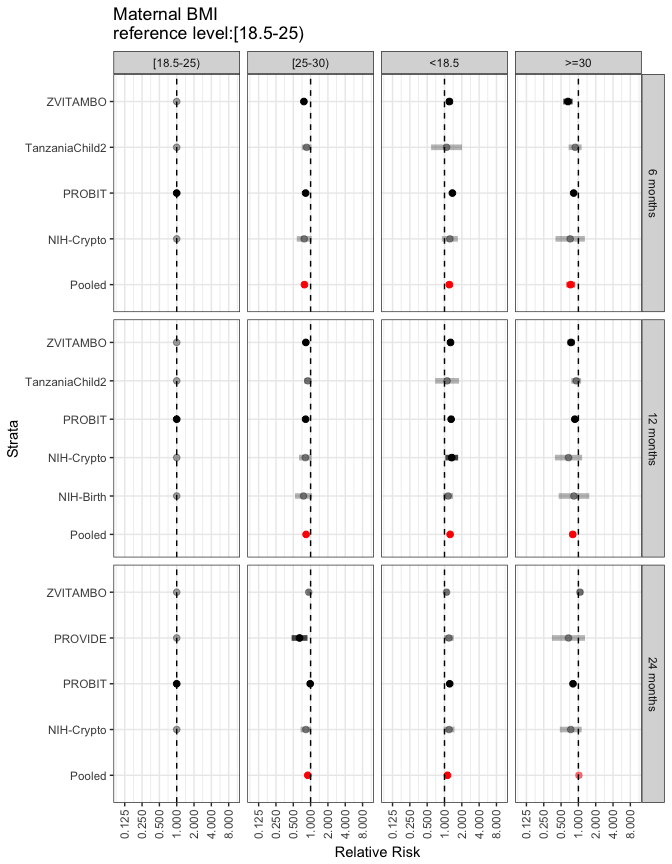 Maternal BMI
reference level:[18.5-25)
[18.5-25)
[25-30)
<18.5
>=30
ZVITAMBO
TanzaniaChild2
PROBIT
NIH-Crypto
Pooled
6 months
ZVITAMBO
TanzaniaChild2
PROBIT
NIH-Crypto
NIH-Birth
Pooled
12 months
ZVITAMBO
PROVIDE
PROBIT
NIH-Crypto
Pooled
24 months
Strata
0.125
0.250
0.500
1.000
2.000
4.000
8.000
0.125
0.250
0.500
1.000
2.000
4.000
8.000
0.125
0.250
0.500
1.000
2.000
4.000
8.000
0.125
0.250
0.500
1.000
2.000
4.000
8.000
Relative Risk